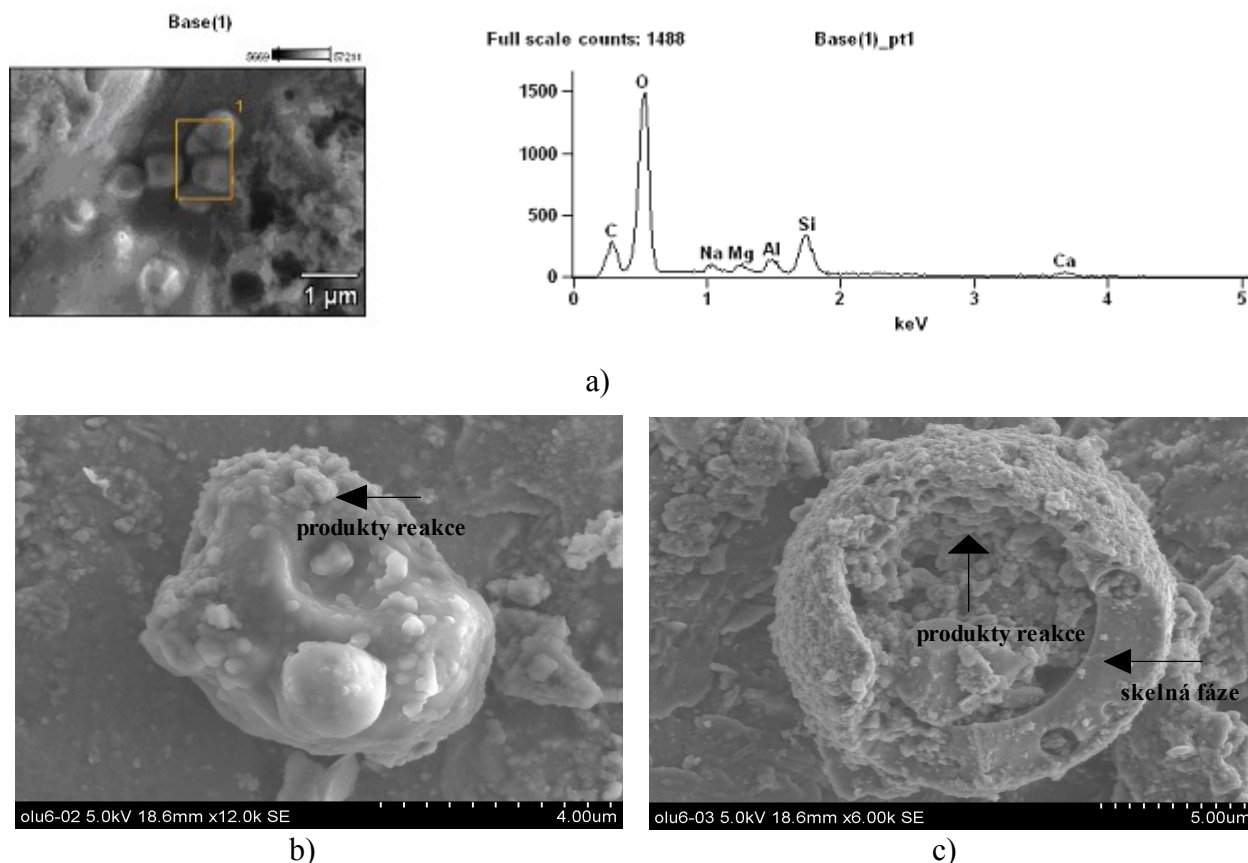 Base(1)
5669 57211
1
1 µm
Full scale counts: 1488 Base(1)_pt1
1500
1000
500
0
O
C
Na Mg Al Si Ca
0 1 2 3 4 5
keV
a)
produkty reakce
olu6-02 5.0kV 18.6mm x12.0k SE 4.00um
b)
produkty reakce
skelná fáze
olu6-03 5.0kV 18.6mm x6.00k SE 5.00um
c)